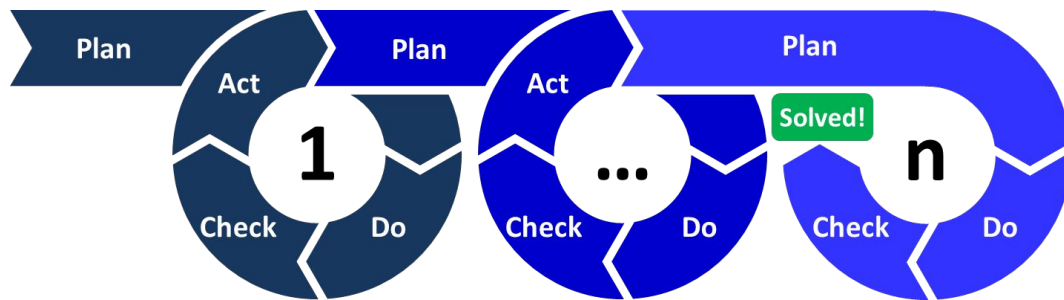 Plan
Act
1
Do
Check
Plan
Act
...
Do
Check
Plan
Solved!
n
Do
Check